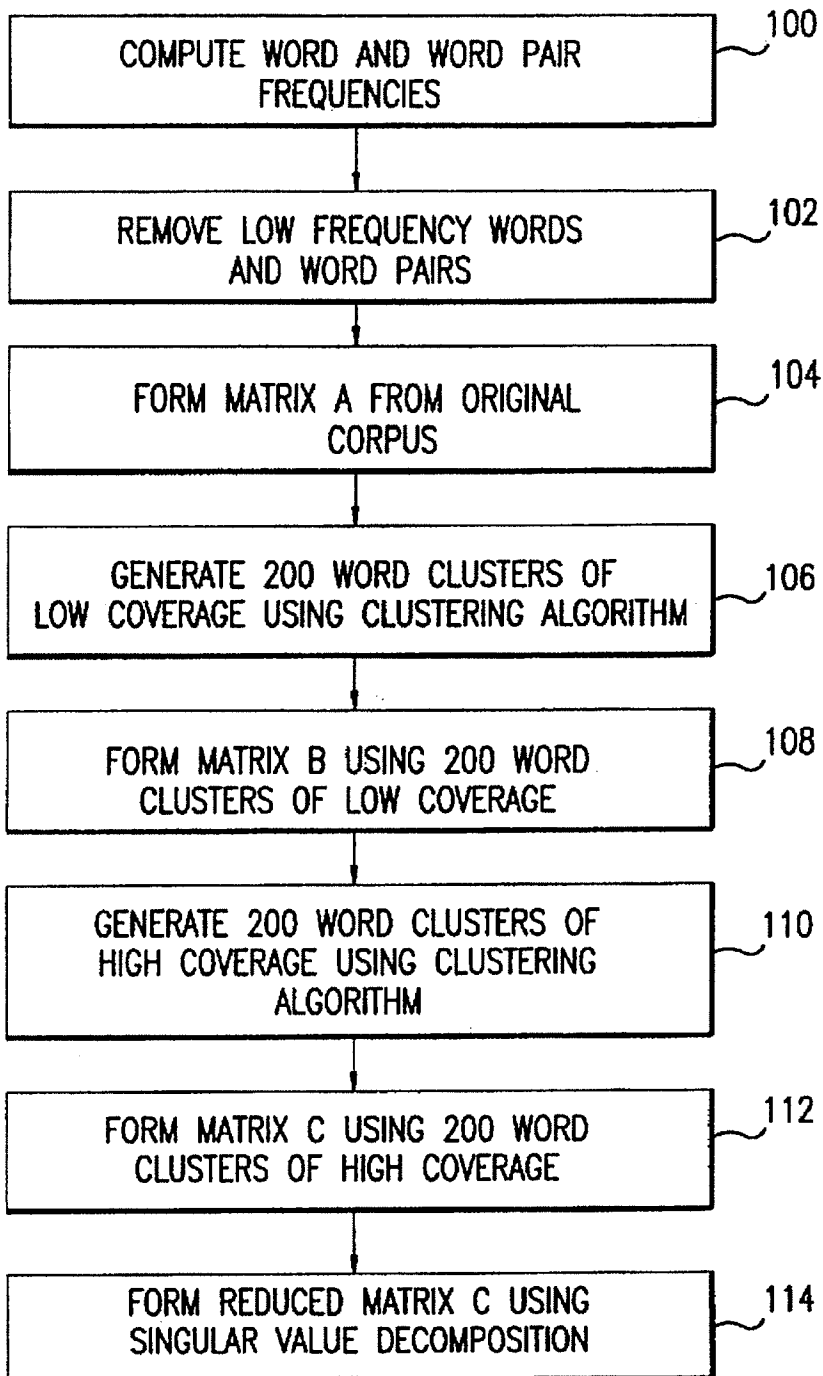 100
COMPUTE WORD AND WORD PAIR
FREQUENCIES
102
REMOVE LOW FREQUENCY WORDS
AND WORD PAIRS
104
FORM MATRIX A FROM ORIGINAL
CORPUS
106
GENERATE 200 WORD CLUSTERS OF
LOW COVERAGE USING CLUSTERING ALGORITHM
108
FORM MATRIX B USING 200 WORD
CLUSTERS OF LOW COVERAGE
110
GENERATE 200 WORD CLUSTERS OF
HIGH COVERAGE USING CLUSTERING
ALGORITHM
112
FORM MATRIX C USING 200 WORD
CLUSTERS OF HIGH COVERAGE
114
FORM REDUCED MATRIX C USING
SINGULAR VALUE DECOMPOSITION